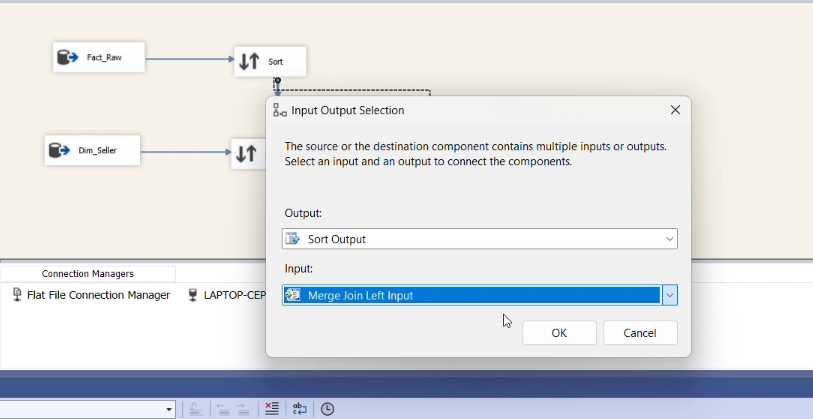 Fact_Raw
Sort
Input Output Selection
The source or the destination component contains multiple inputs or outputs.
Select an input and an output to connect the components.
Dim_Seller
Output:
Sort Output
Input:
Merge Join Left Input
OK
Cancel
Connection Managers
Flat File Connection Manager
LAPTOP-CEP